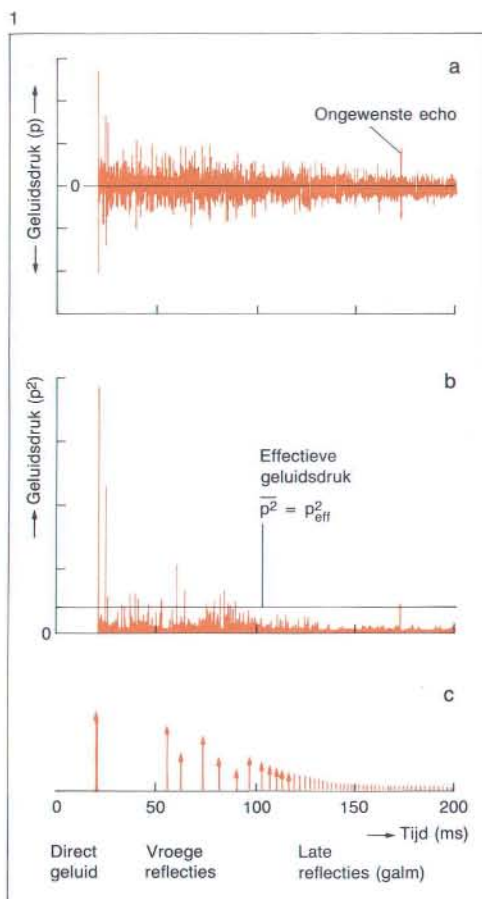 1
a
Ongewenste echo
Geluidsdruk (p)
0
b
Geluidsdruk (p²)
Effectieve
geluidsdruk
p̅² = p²eff
0
c
0 50 100 150 200
Tijd (ms)
Direct Vroege Late
geluid reflecties reflecties (galm)